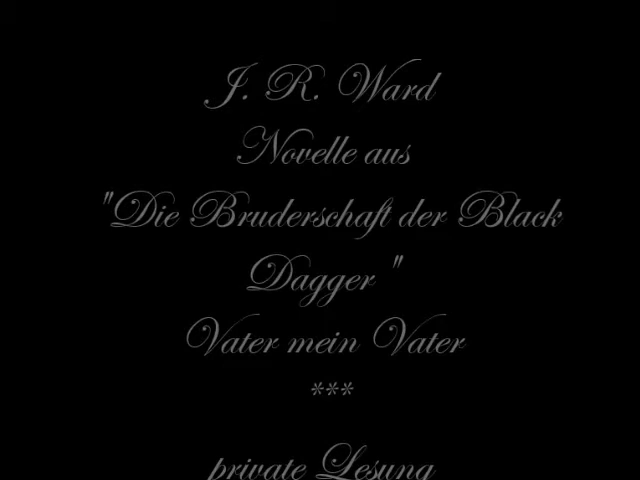 J. R. Ward
Novelle aus
"Die Bruderschaft der Black
Dagger "
Vater mein Vater
***
private Lesung